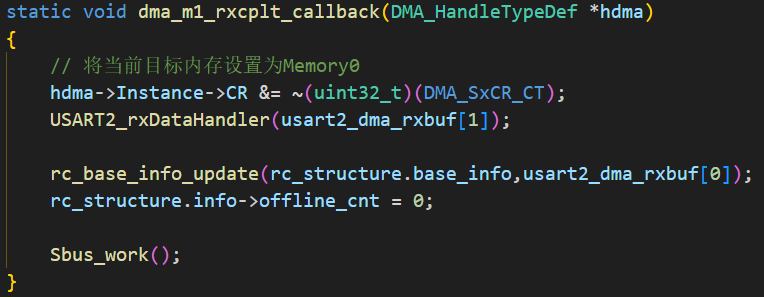 static void dma_m1_rxcplt_callback(DMA_HandleTypeDef *hdma)
{
    // 将当前目标内存设置为Memory0
    hdma->Instance->CR &= ~(uint32_t)(DMA_SxCR_CT);
    USART2_rxDataHandler(usart2_dma_rxbuf[1]);

    rc_base_info_update(rc_structure.base_info,usart2_dma_rxbuf[0]);
    rc_structure.info->offline_cnt = 0;

    Sbus_work();
}